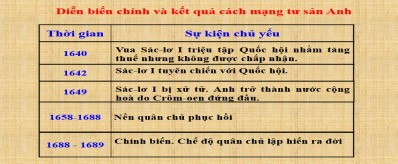 Diễn biến chính và kết quả cách mạng tư sản Anh
Thời gian Sự kiện chủ yếu
1640 Vua Sác-lơ I triệu tập Quốc hội nhằm tăng
thuế nhưng không được chấp nhận.
1642 Sác-lơ I tuyên chiến với Quốc hội.
1649 Sác-lơ I bị xử tử. Anh trở thành nước cộng
hoà do Crôm-oen đứng đầu.
1658-1688 Nền quân chủ phục hồi
1688 - 1689 Chính biến. Chế độ quân chủ lập hiến ra đời